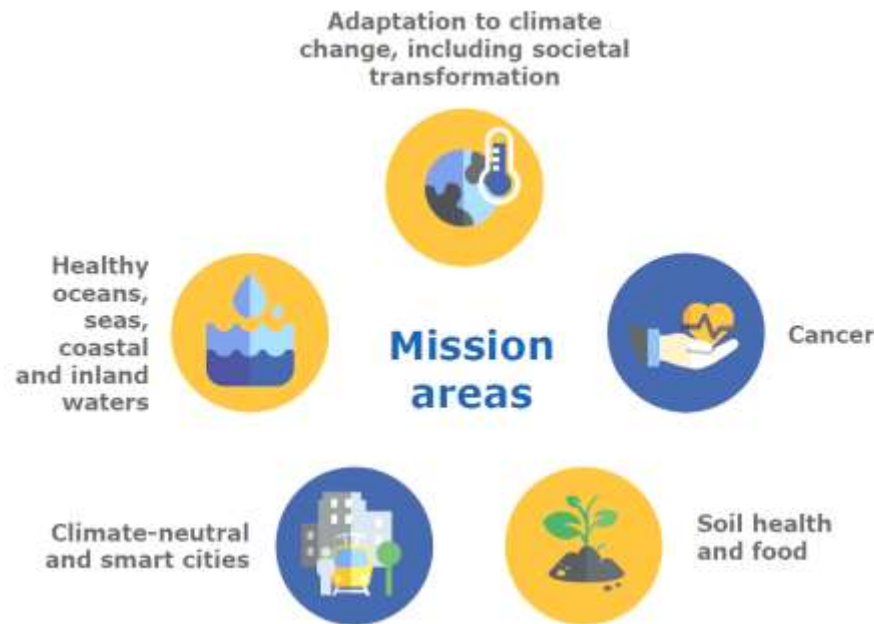 Adaptation to climate
change, including societal
transformation
Healthy
oceans,
seas,
coastal
and inland
waters
Mission
areas
Cancer
Climate-neutral
and smart cities
Soil health
and food